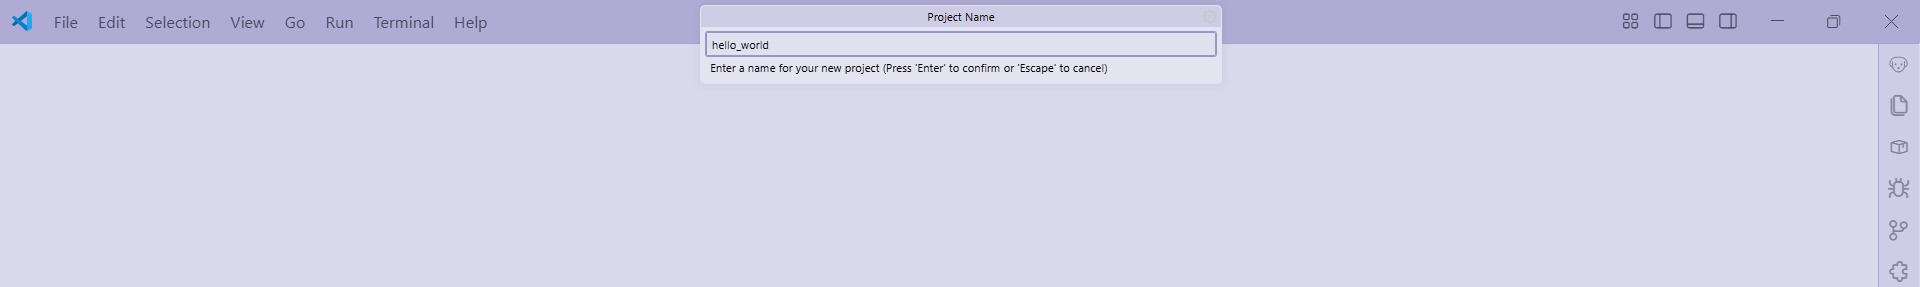 File Edit Selection View Go Run Terminal Help
Project Name
hello_world
Enter a name for your new project (Press 'Enter' to confirm or 'Escape' to cancel)